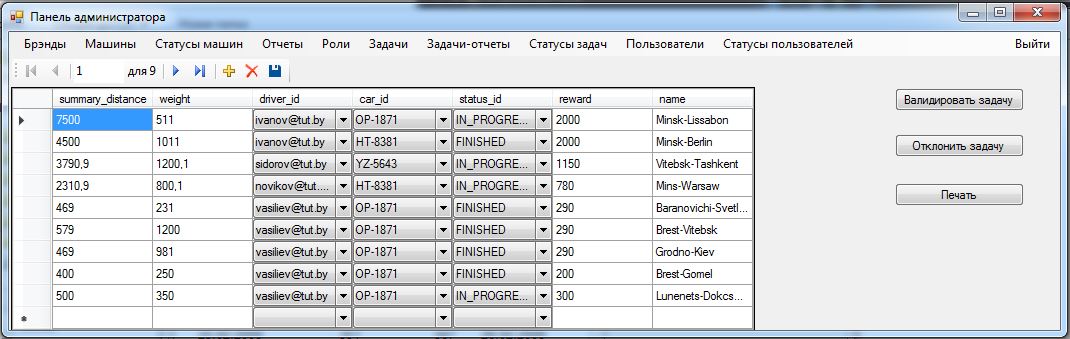 Панель администратора
Брэнды Машины Статусы машин Отчеты Роли Задачи Задачи-отчеты Статусы задач Пользователи Статусы пользователей Выйти
1 для 9
summary_distance weight driver_id car_id status_id reward name
7500 511 ivanov@tut.by OP-1871 IN_PROGRE... 2000 Minsk-Lissabon
4500 1011 ivanov@tut.by HT-8381 FINISHED 2000 Minsk-Berlin
3790,9 1200,1 sidorov@tut.by YZ-5643 IN_PROGRE... 1150 Vitebsk-Tashkent
2310,9 800,1 novikov@tut.... HT-8381 IN_PROGRE... 780 Mins-Warsaw
469 231 vasiliev@tut.by OP-1871 FINISHED 290 Baranovichi-Svetl...
579 1200 vasiliev@tut.by OP-1871 FINISHED 290 Brest-Vitebsk
469 981 vasiliev@tut.by OP-1871 FINISHED 290 Grodno-Kiev
400 250 vasiliev@tut.by OP-1871 FINISHED 200 Brest-Gomel
500 350 vasiliev@tut.by OP-1871 IN_PROGRE... 300 Lunenets-Dokcs...
Валидировать задачу
Отклонить задачу
Печать